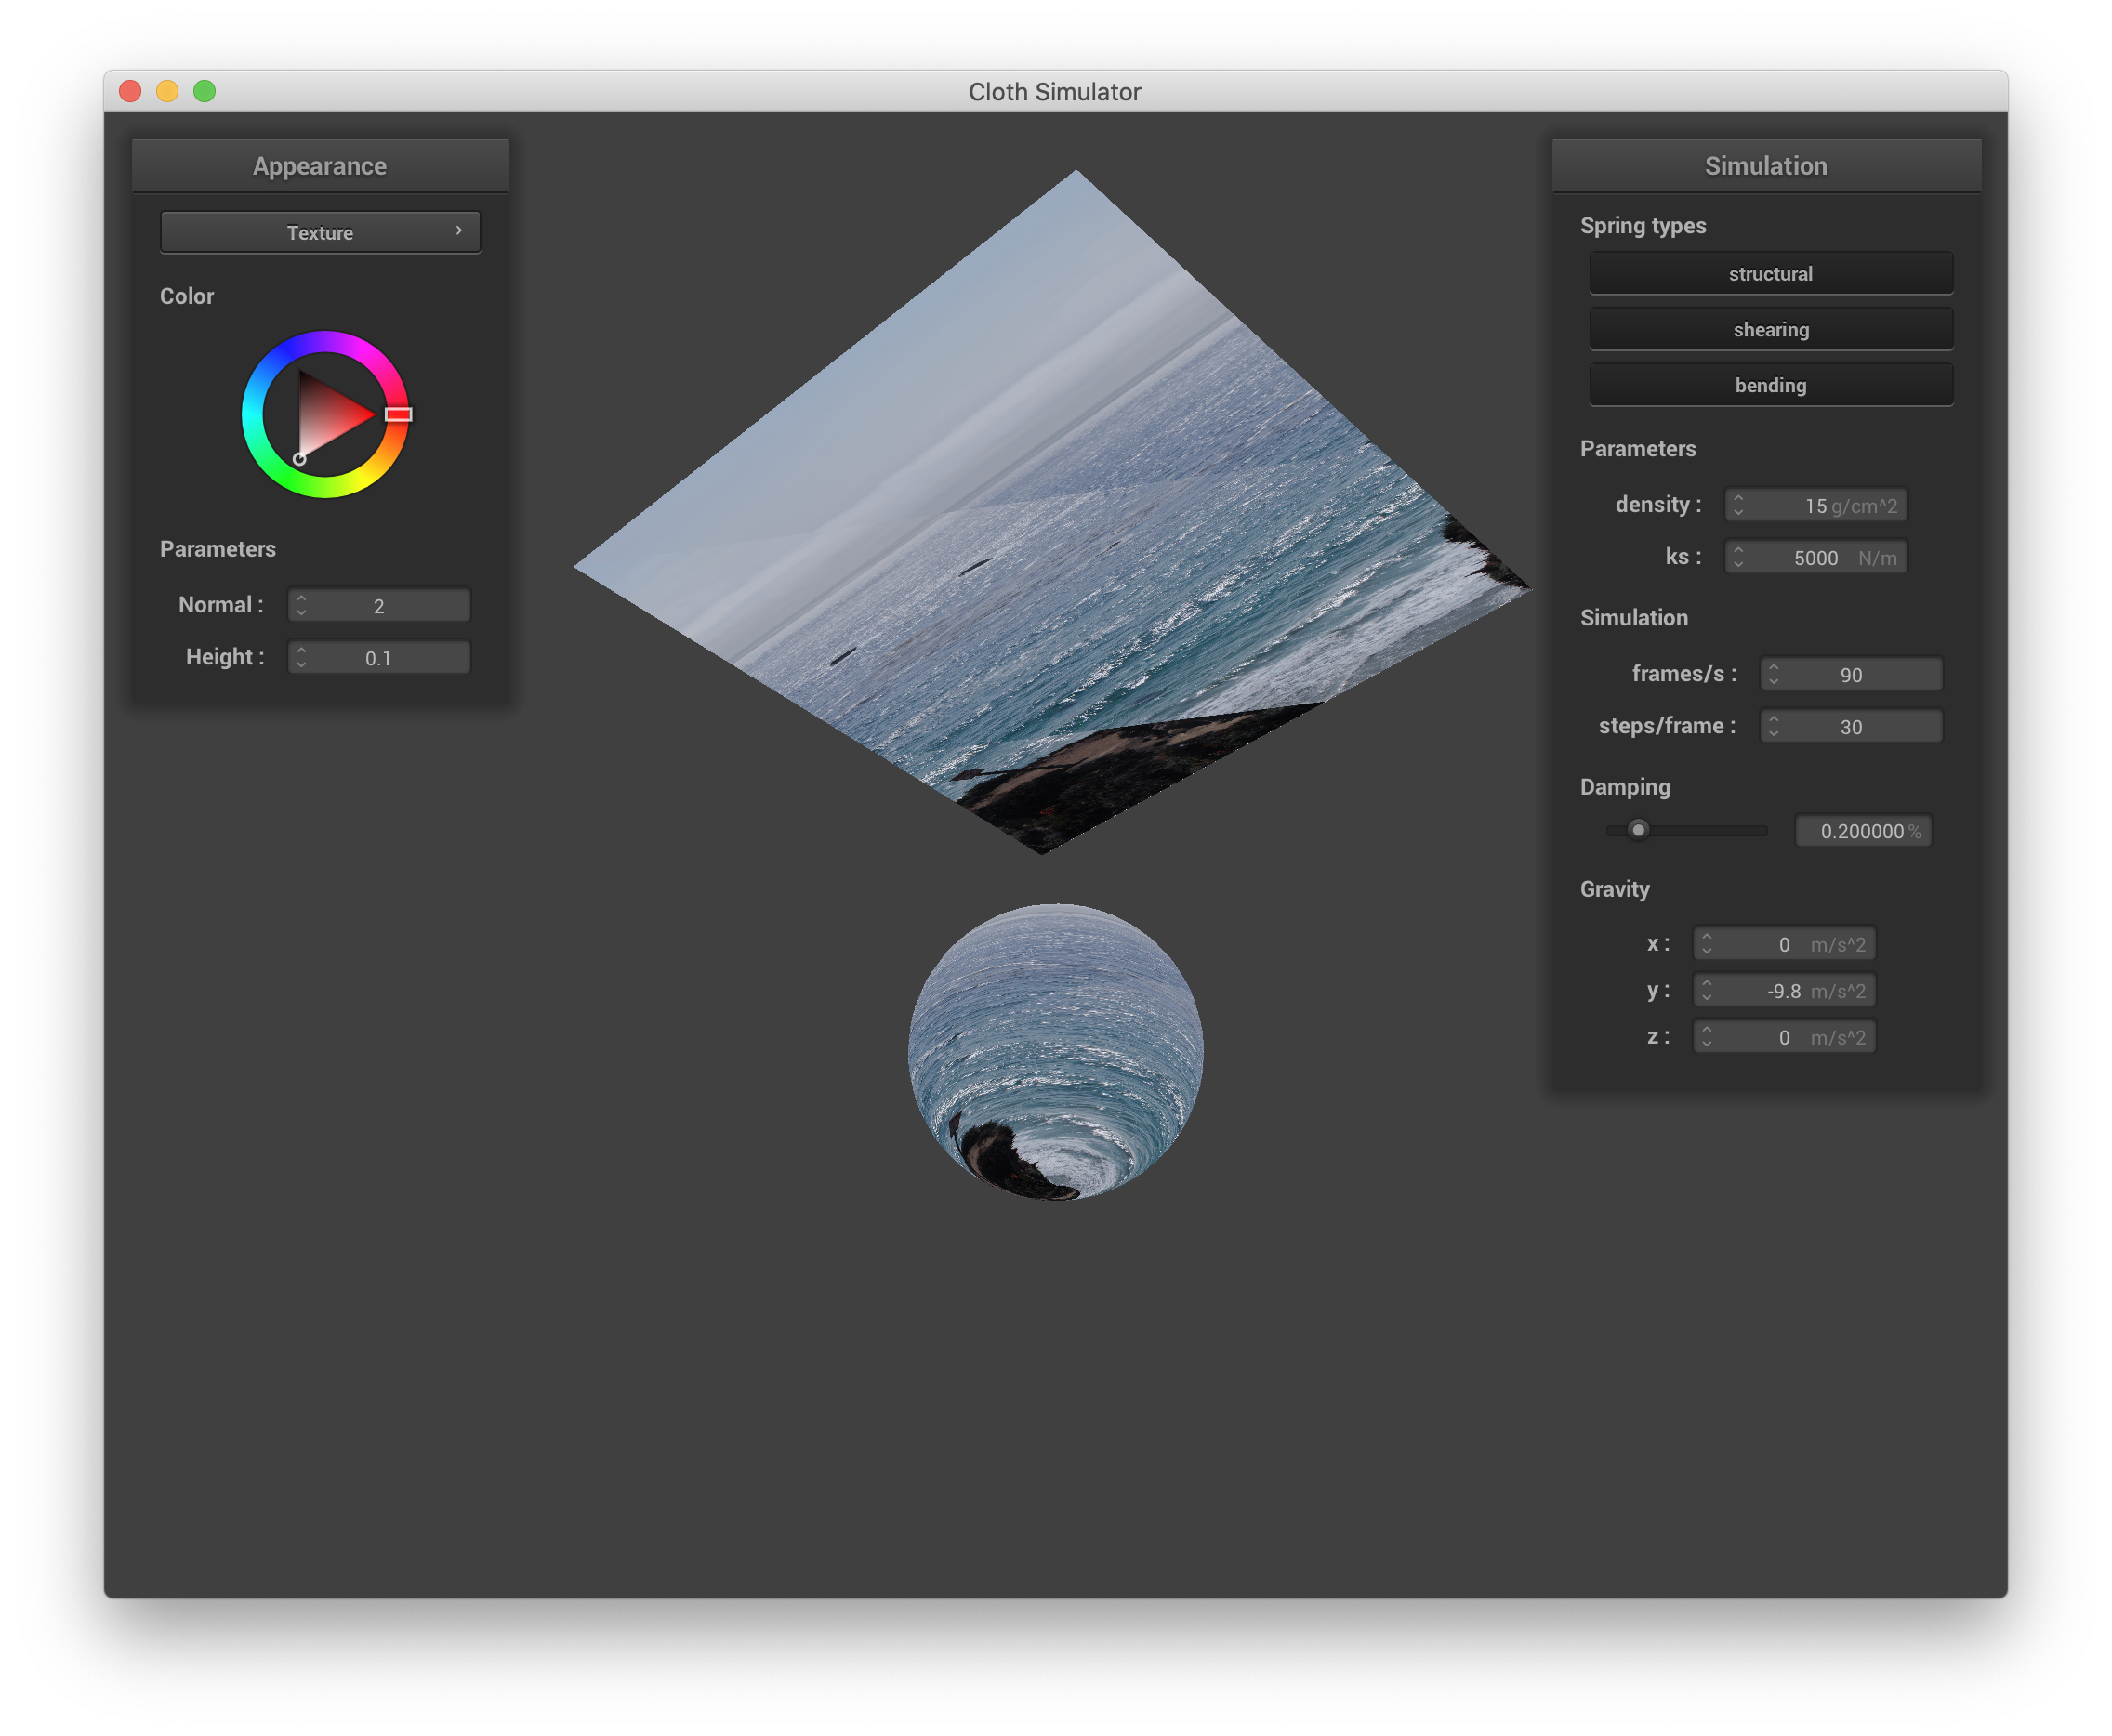 Cloth Simulator
Appearance
Texture
Color
Parameters
Normal : 2
Height : 0.1
Simulation
Spring types
structural
shearing
bending
Parameters
density : 15 g/cm^2
ks : 5000 N/m
Simulation
frames/s : 90
steps/frame : 30
Damping
0.200000 %
Gravity
x : 0 m/s^2
y : -9.8 m/s^2
z : 0 m/s^2